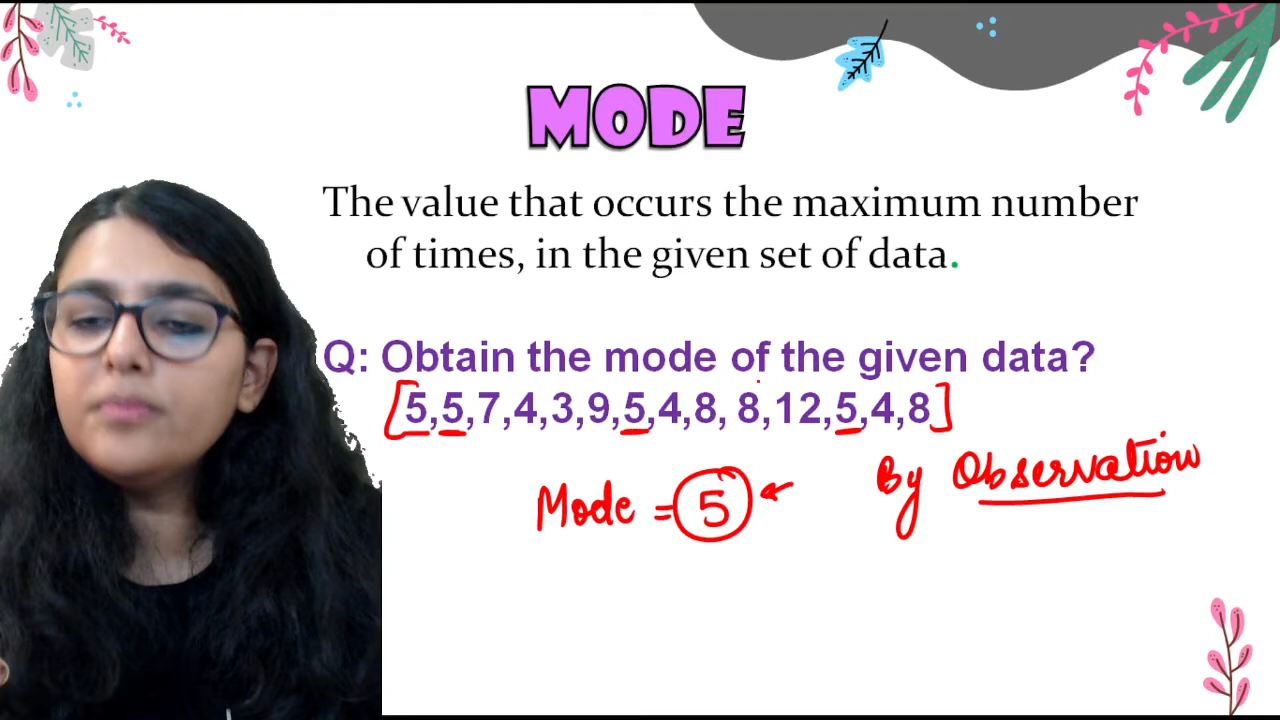 MODE
The value that occurs the maximum number
of times, in the given set of data.
Q: Obtain the mode of the given data?
[5,5,7,4,3,9,5,4,8, 8,12,5,4,8]
Mode = 5 ← By Observation